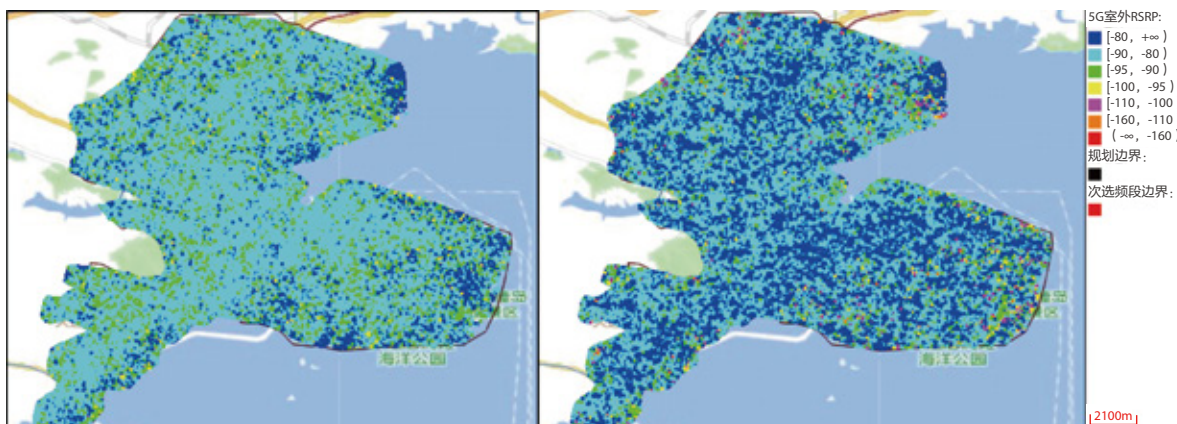 5G室外RSRP:
[-80，+∞ )
[-90，-80)
[-95，-90)
[-100，-95 )
[-110，-100
[-160，-110
( -∞，-160 )
规划边界：
次选频段边界：
海洋公园
海洋公园
2100m